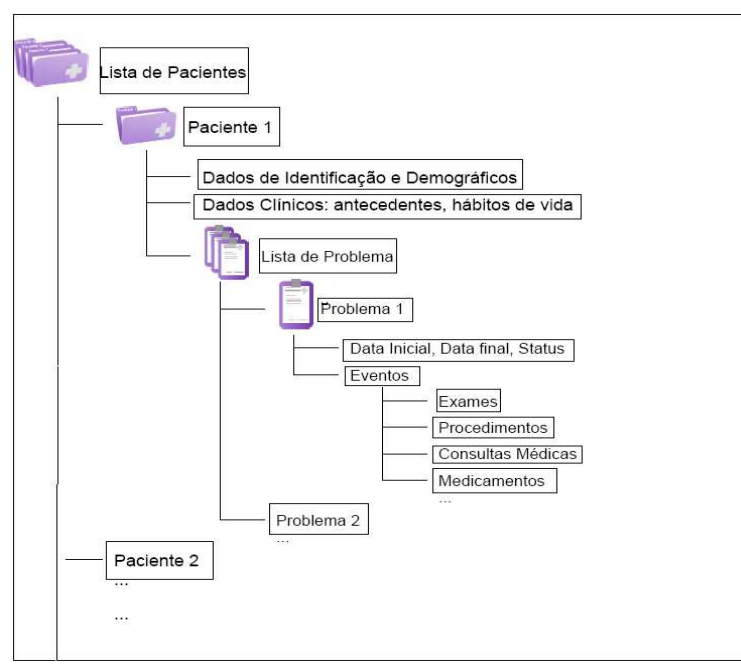 Lista de Pacientes
Paciente 1
Dados de Identificação e Demográficos
Dados Clínicos: antecedentes, hábitos de vida
Lista de Problema
Problema 1
Data Inicial, Data final, Status
Eventos
Exames
Procedimentos
Consultas Médicas
Medicamentos
...
Problema 2
...
Paciente 2
...
...